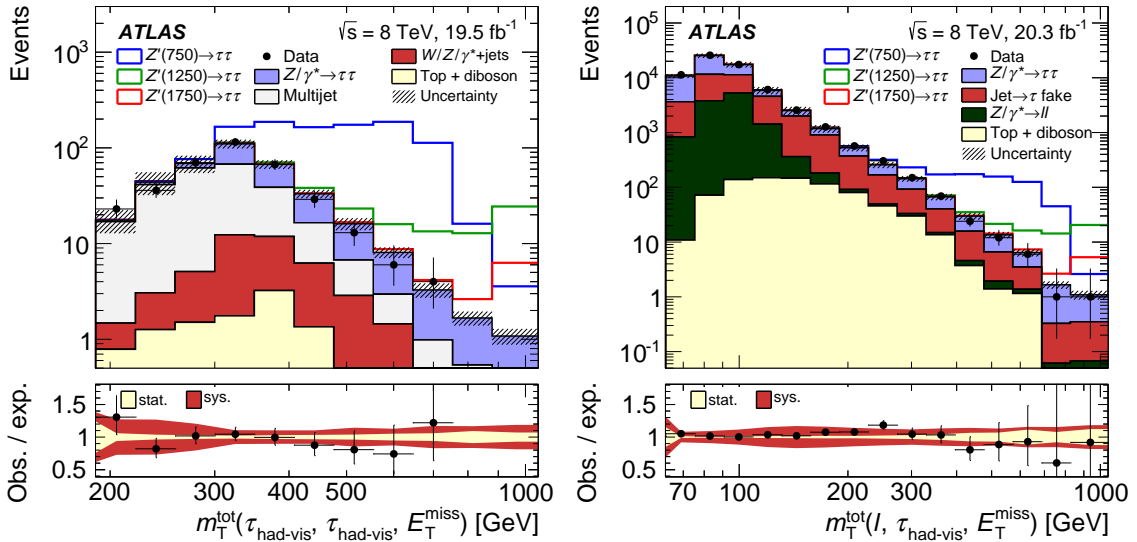 ATLAS
√s = 8 TeV, 19.5 fb⁻¹
Z′(750)→ττ
Z′(1250)→ττ
Z′(1750)→ττ
Data
Z/γ*→ττ
Multijet
W/Z/γ*+jets
Top + diboson
Uncertainty
Events
10³
10²
10
1
stat.
sys.
Obs. / exp.
1.5
1
0.5
200
300
400
500
1000
m_T^tot(τ_had-vis, τ_had-vis, E_T^miss) [GeV]
ATLAS
√s = 8 TeV, 20.3 fb⁻¹
Z′(750)→ττ
Z′(1250)→ττ
Z′(1750)→ττ
Data
Z/γ*→ττ
Jet→τ fake
Z/γ*→ll
Top + diboson
Uncertainty
Events
10⁵
10⁴
10³
10²
10
1
10⁻¹
stat.
sys.
Obs. / exp.
1.5
1
0.5
70
100
200
300
400
500
1000
m_T^tot(l, τ_had-vis, E_T^miss) [GeV]